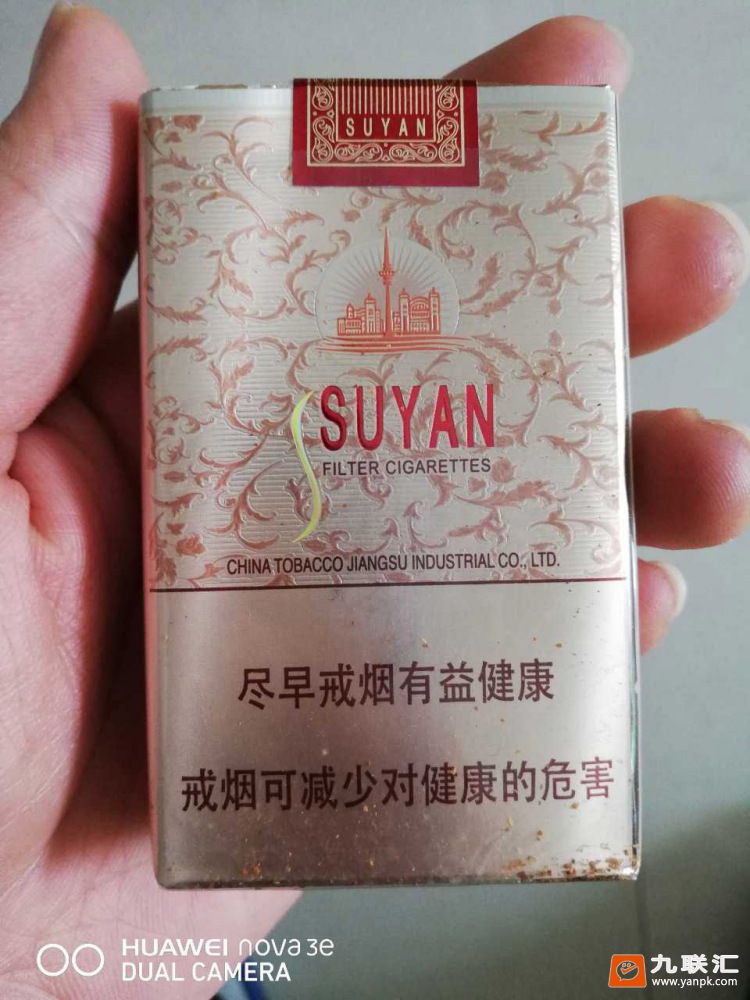 SUYAN
SUYAN
FILTER CIGARETTES
CHINA TOBACCO JIANGSU INDUSTRIAL CO., LTD.
尽早戒烟有益健康
戒烟可减少对健康的危害
HUAWEI nova 3e
DUAL CAMERA
九联汇
www.yanpk.com